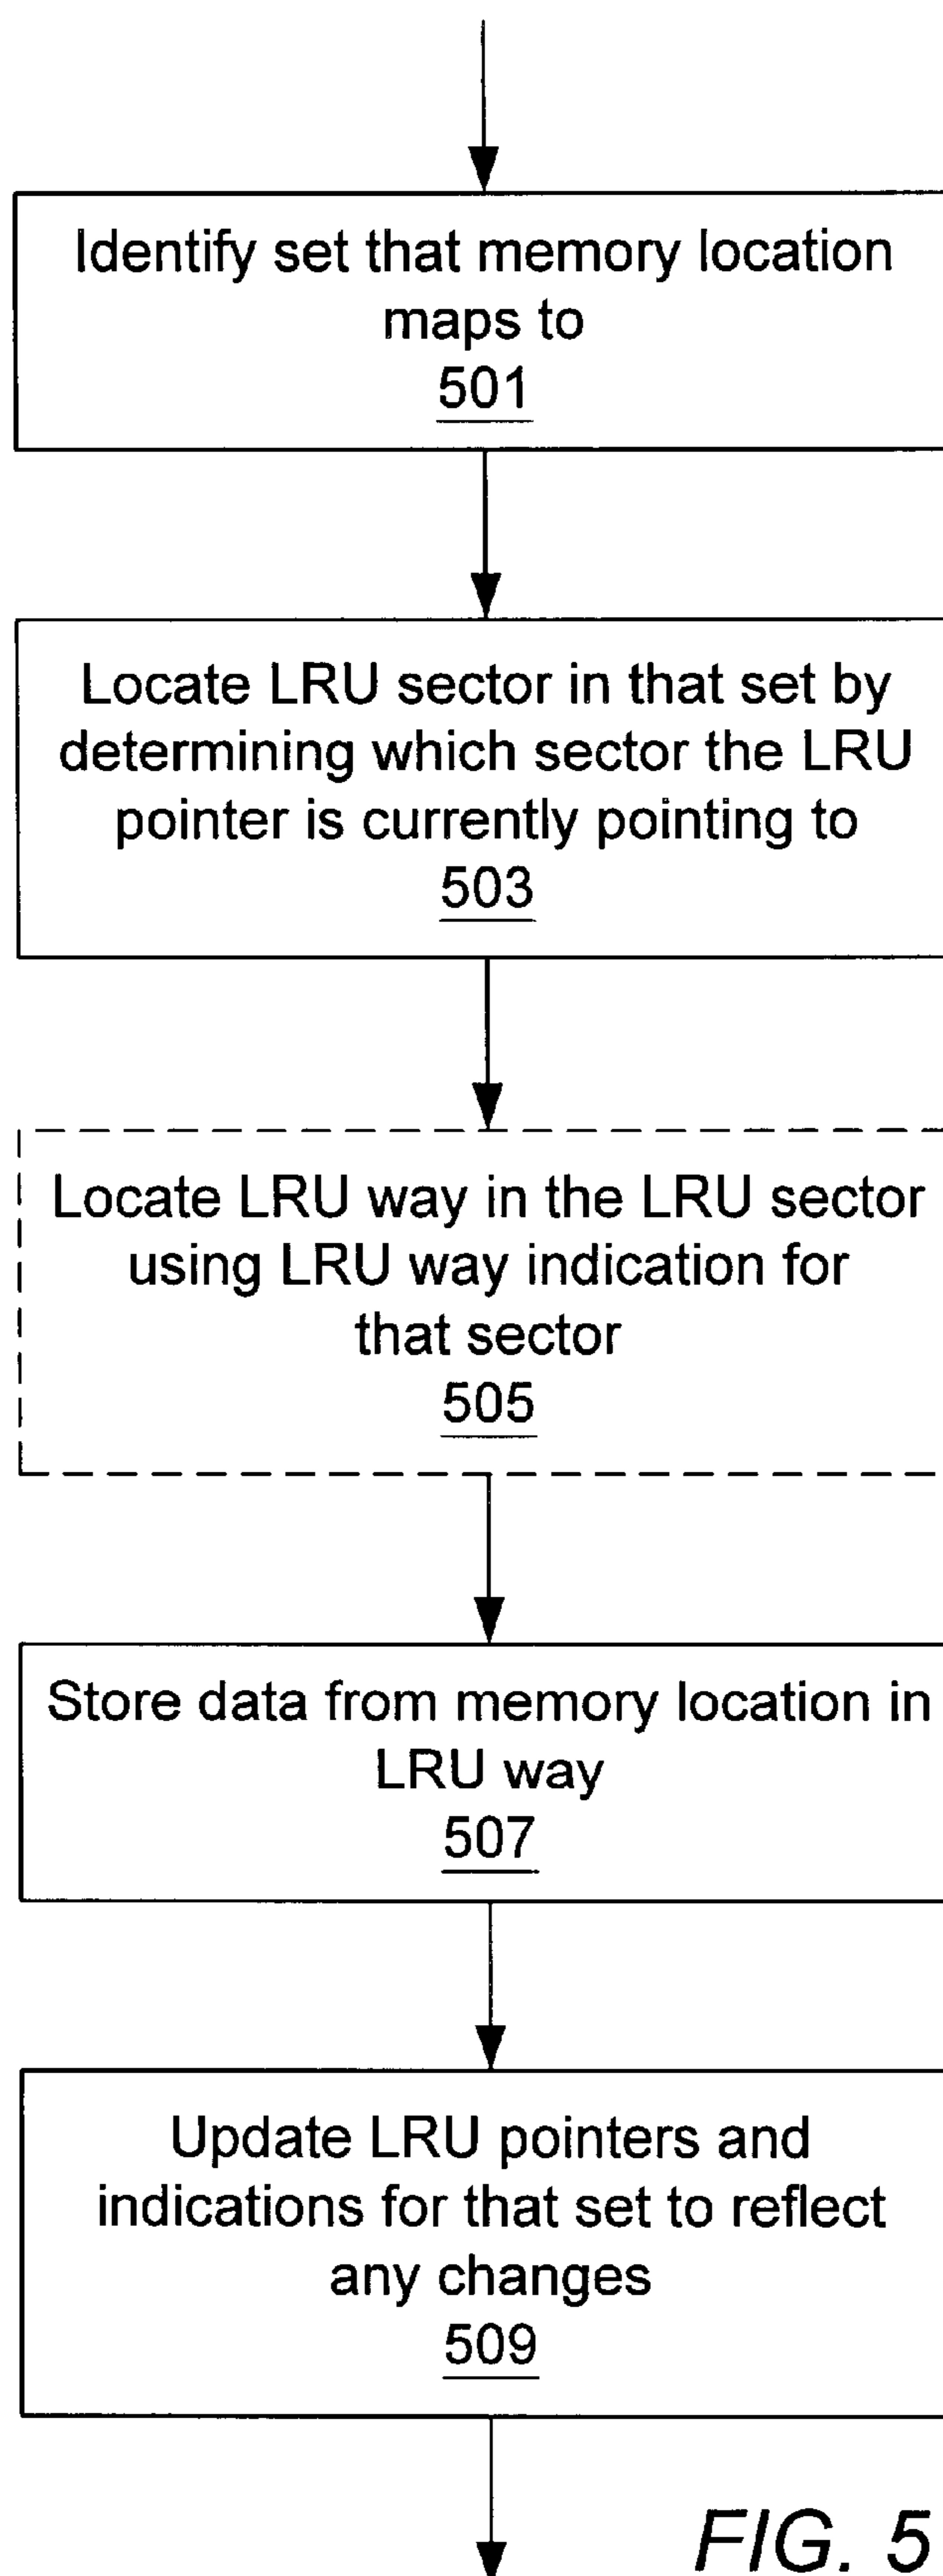 Identify set that memory location
maps to
501
Locate LRU sector in that set by
determining which sector the LRU
pointer is currently pointing to
503
Locate LRU way in the LRU sector
using LRU way indication for
that sector
505
Store data from memory location in
LRU way
507
Update LRU pointers and
indications for that set to reflect
any changes
509
FIG. 5